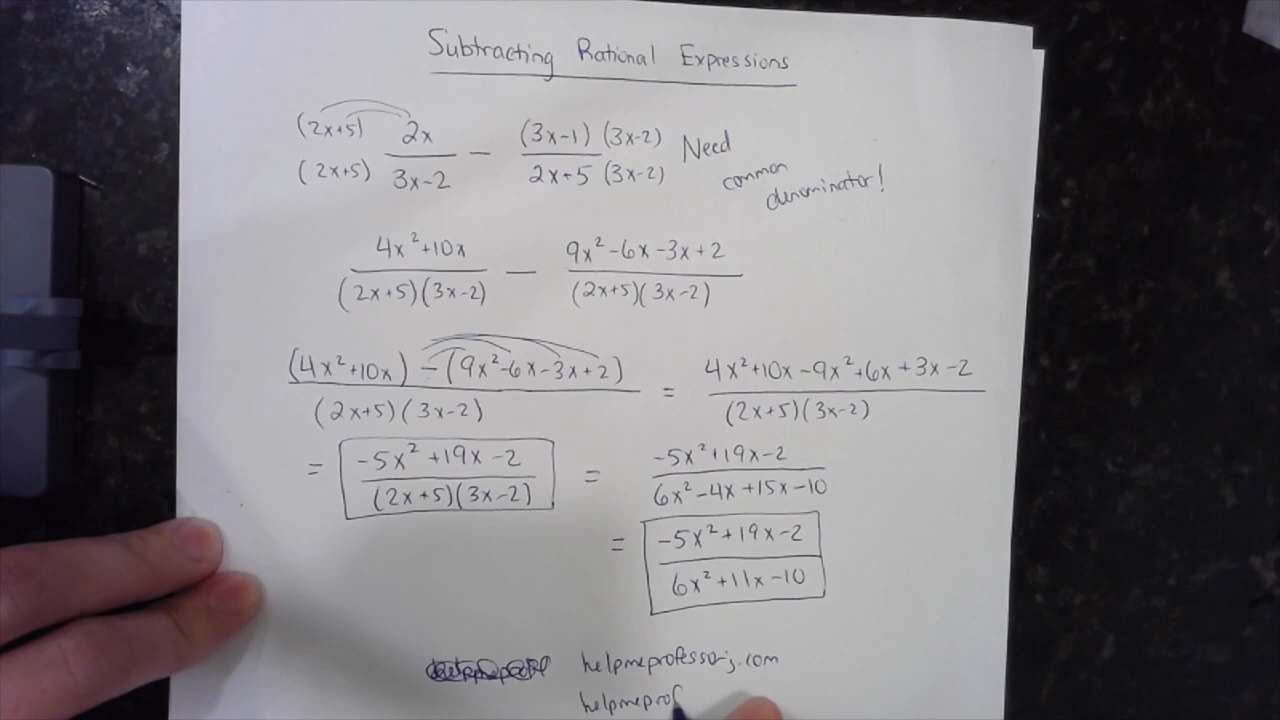 Subtracting Rational Expressions
(2x+5) 2x (3x-1) (3x-2)
— — — Need
(2x+5) 3x-2 2x+5 (3x-2)
common
denominator!
4x²+10x 9x²-6x-3x+2
— — —
(2x+5)(3x-2) (2x+5)(3x-2)
(4x²+10x) -(9x²-6x-3x+2) 4x²+10x-9x²+6x+3x-2
— = —
(2x+5)(3x-2) (2x+5)(3x-2)
-5x²+19x-2 -5x²+19x-2
= — = —
(2x+5)(3x-2) 6x²-4x+15x-10
-5x²+19x-2
= —
6x²+11x-10
helpmeprofessorj.com
helpmeprof